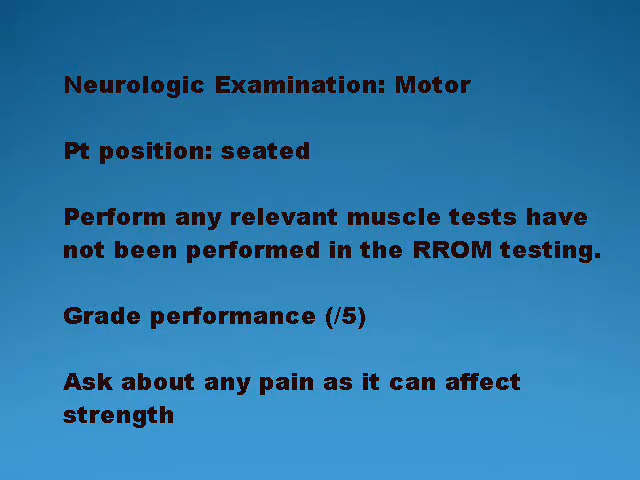 Neurologic Examination: Motor
Pt position: seated
Perform any relevant muscle tests have
not been performed in the RROM testing.
Grade performance (/5)
Ask about any pain as it can affect
strength